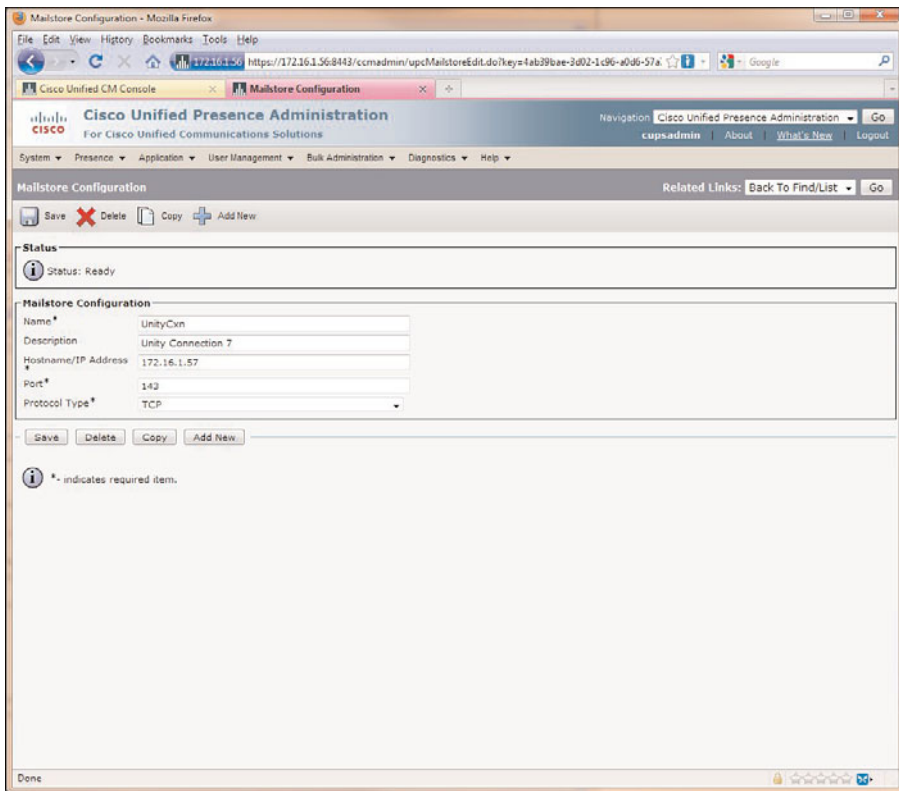 Mailstore Configuration - Mozilla Firefox
File Edit View History Bookmarks Tools Help
172.16.1.56 https://172.16.1.56:8443/ccmadmin/upcMailstoreEdit.do?key=4ab39bae-3d02-1c96-a0d6-57a Google
Cisco Unified CM Console Mailstore Configuration
CISCO
Cisco Unified Presence Administration
For Cisco Unified Communications Solutions
Navigation Cisco Unified Presence Administration Go
cupsadmin | About | What's New | Logout
System Presence Application User Management Bulk Administration Diagnostics Help
Mailstore Configuration Related Links: Back To Find/List Go
Save Delete Copy Add New
Status
Status: Ready
Mailstore Configuration
Name* UnityCxn
Description Unity Connection 7
Hostname/IP Address * 172.16.1.57
Port* 143
Protocol Type* TCP
Save Delete Copy Add New
*- indicates required item.
Done